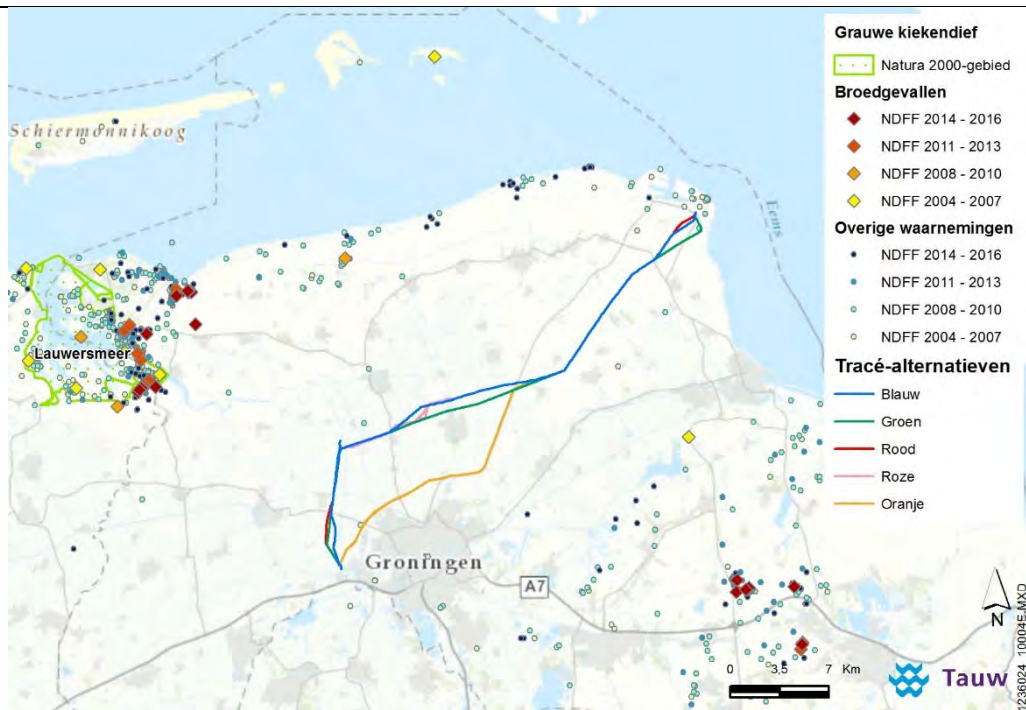 Schiermonnikoog
Eems
Lauwersmeer
Groningen
A7
Grauwe kiekendief
Natura 2000-gebied
Broedgevallen
NDFF 2014 - 2016
NDFF 2011 - 2013
NDFF 2008 - 2010
NDFF 2004 - 2007
Overige waarnemingen
NDFF 2014 - 2016
NDFF 2011 - 2013
NDFF 2008 - 2010
NDFF 2004 - 2007
Tracé-alternatieven
Blauw
Groen
Rood
Roze
Oranje
N
0 3,5 7 Km
Tauw
1236024_100045.MXD